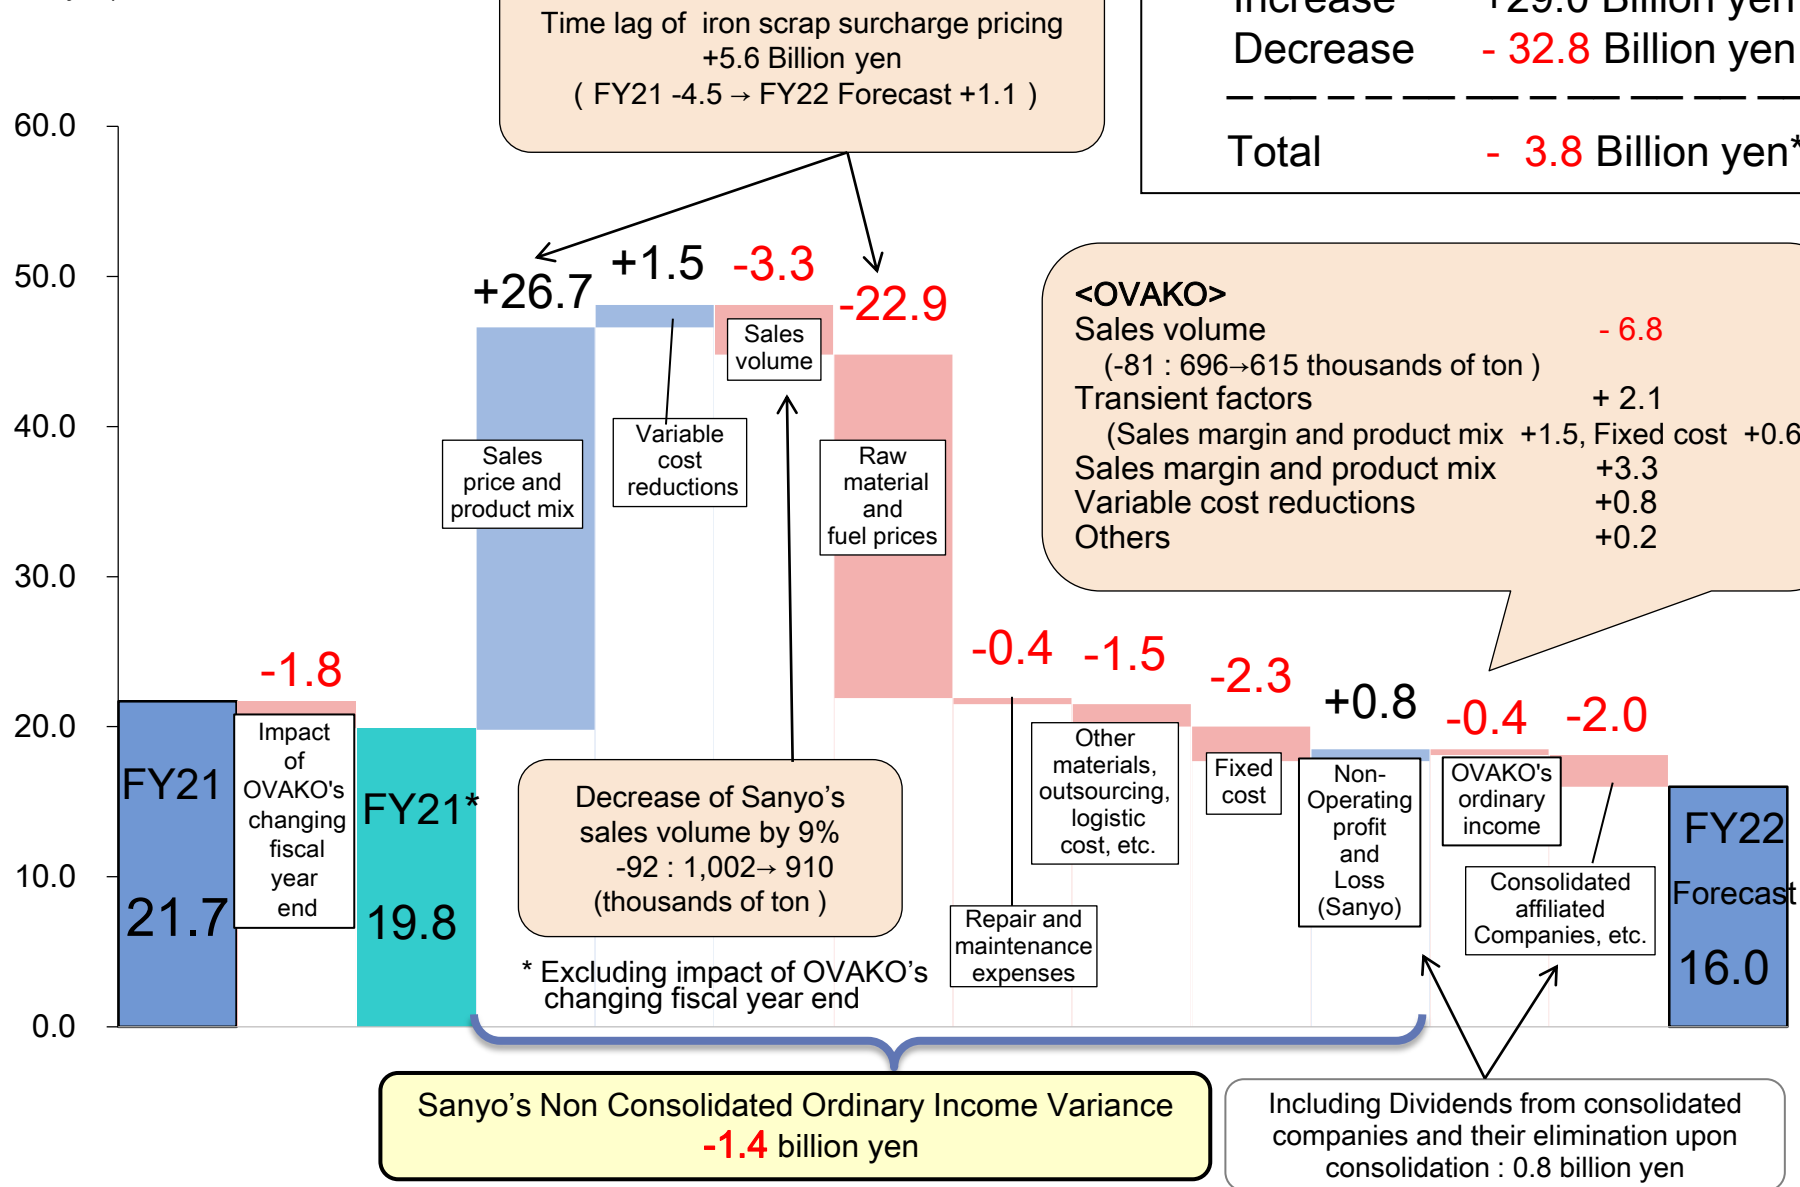 Time lag of iron scrap surcharge pricing
+5.6 Billion yen
( FY21 -4.5 → FY22 Forecast +1.1 )
Increase +29.0 Billion yen
Decrease - 32.8 Billion yen
Total - 3.8 Billion yen*
60.0
50.0
40.0
30.0
20.0
10.0
0.0
+26.7
+1.5
-3.3
-22.9
Sales
volume
Variable
cost
reductions
Sales
price and
product mix
Raw
material
and
fuel prices
<OVAKO>
Sales volume - 6.8
(-81 : 696→615 thousands of ton )
Transient factors + 2.1
(Sales margin and product mix +1.5, Fixed cost +0.6
Sales margin and product mix +3.3
Variable cost reductions +0.8
Others +0.2
-1.8
-0.4
-1.5
-2.3
+0.8
-0.4
-2.0
FY21
21.7
Impact
of
OVAKO's
changing
fiscal
year
end
FY21*
19.8
Decrease of Sanyo’s
sales volume by 9%
-92 : 1,002→ 910
(thousands of ton )
* Excluding impact of OVAKO’s
changing fiscal year end
Repair and
maintenance
expenses
Other
materials,
outsourcing,
logistic
cost, etc.
Fixed
cost
Non-
Operating
profit
and
Loss
(Sanyo)
OVAKO's
ordinary
income
Consolidated
affiliated
Companies, etc.
FY22
Forecast
16.0
Sanyo’s Non Consolidated Ordinary Income Variance
-1.4 billion yen
Including Dividends from consolidated
companies and their elimination upon
consolidation : 0.8 billion yen